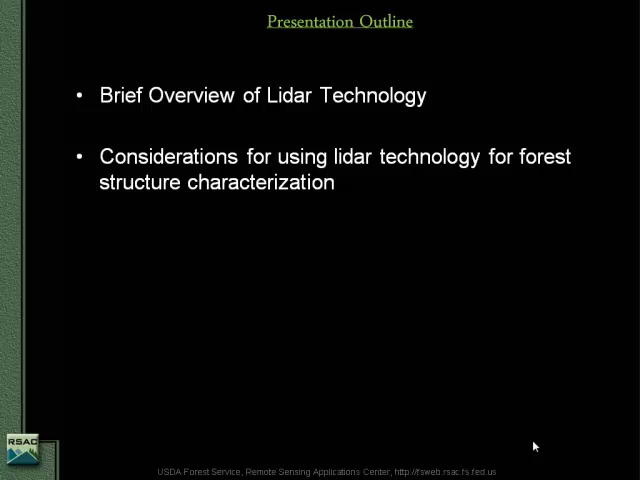 Presentation Outline
• Brief Overview of Lidar Technology
• Considerations for using lidar technology for forest
structure characterization
RSAC
USDA Forest Service, Remote Sensing Applications Center, http://fsweb.rsac.fs.fed.us